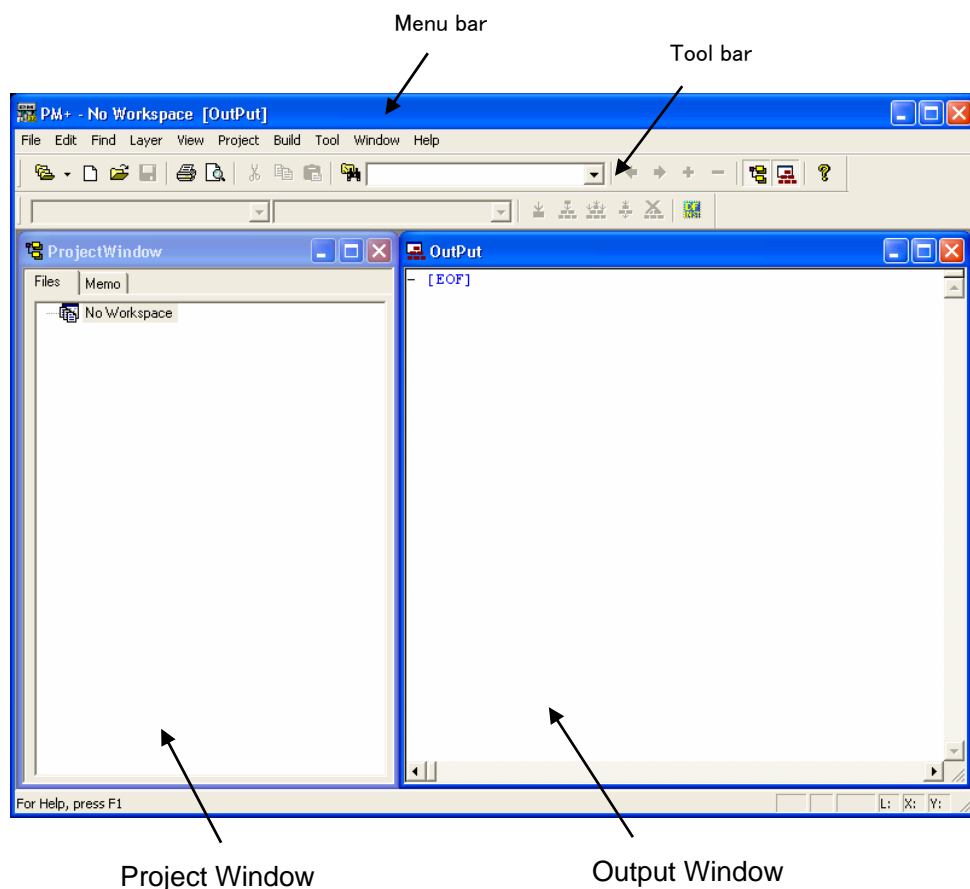 Menu bar
Tool bar
PM+ - No Workspace [OutPut]
File Edit Find Layer View Project Build Tool Window Help
ProjectWindow
OutPut
Files Memo
[EOF]
No Workspace
For Help, press F1
L: X: Y:
Project Window
Output Window